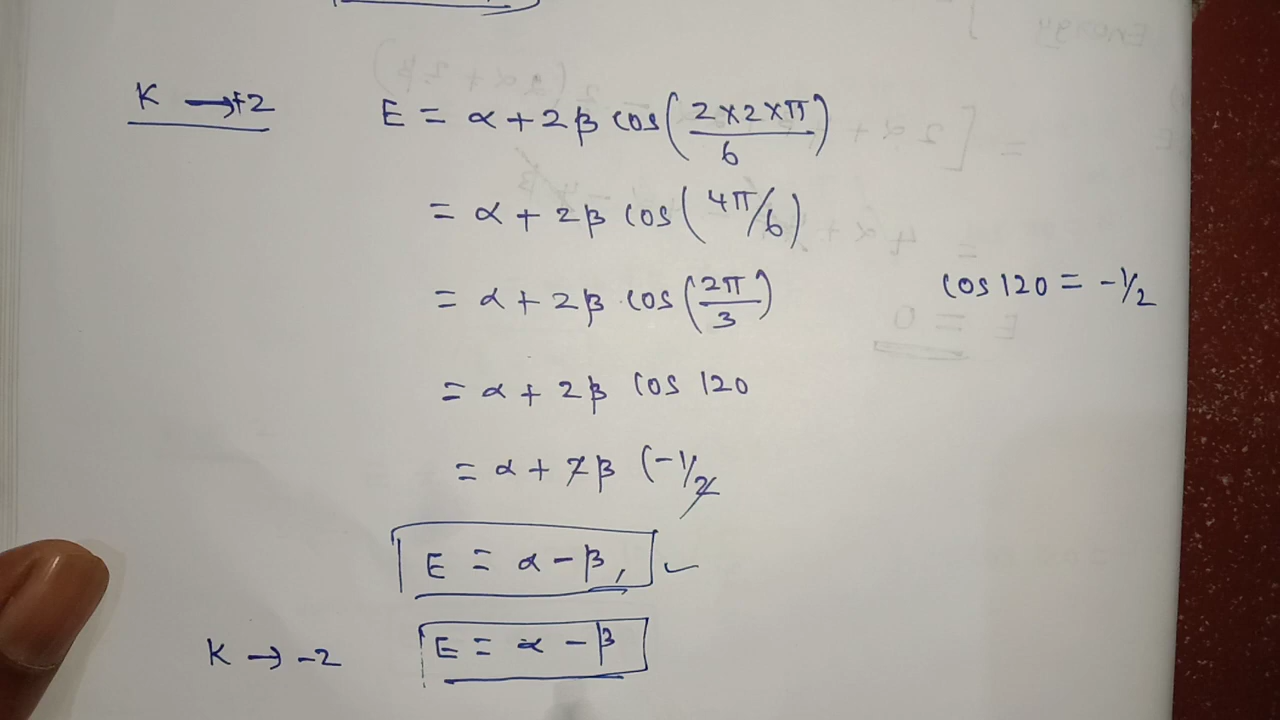 K → +2 E = α + 2β cos(2×2×π/6)
= α + 2β cos(4π/6)
= α + 2β cos(2π/3) cos 120 = -1/2
= α + 2β cos 120
= α + 2β (-1/2
E = α - β,
K → -2 E = α - β